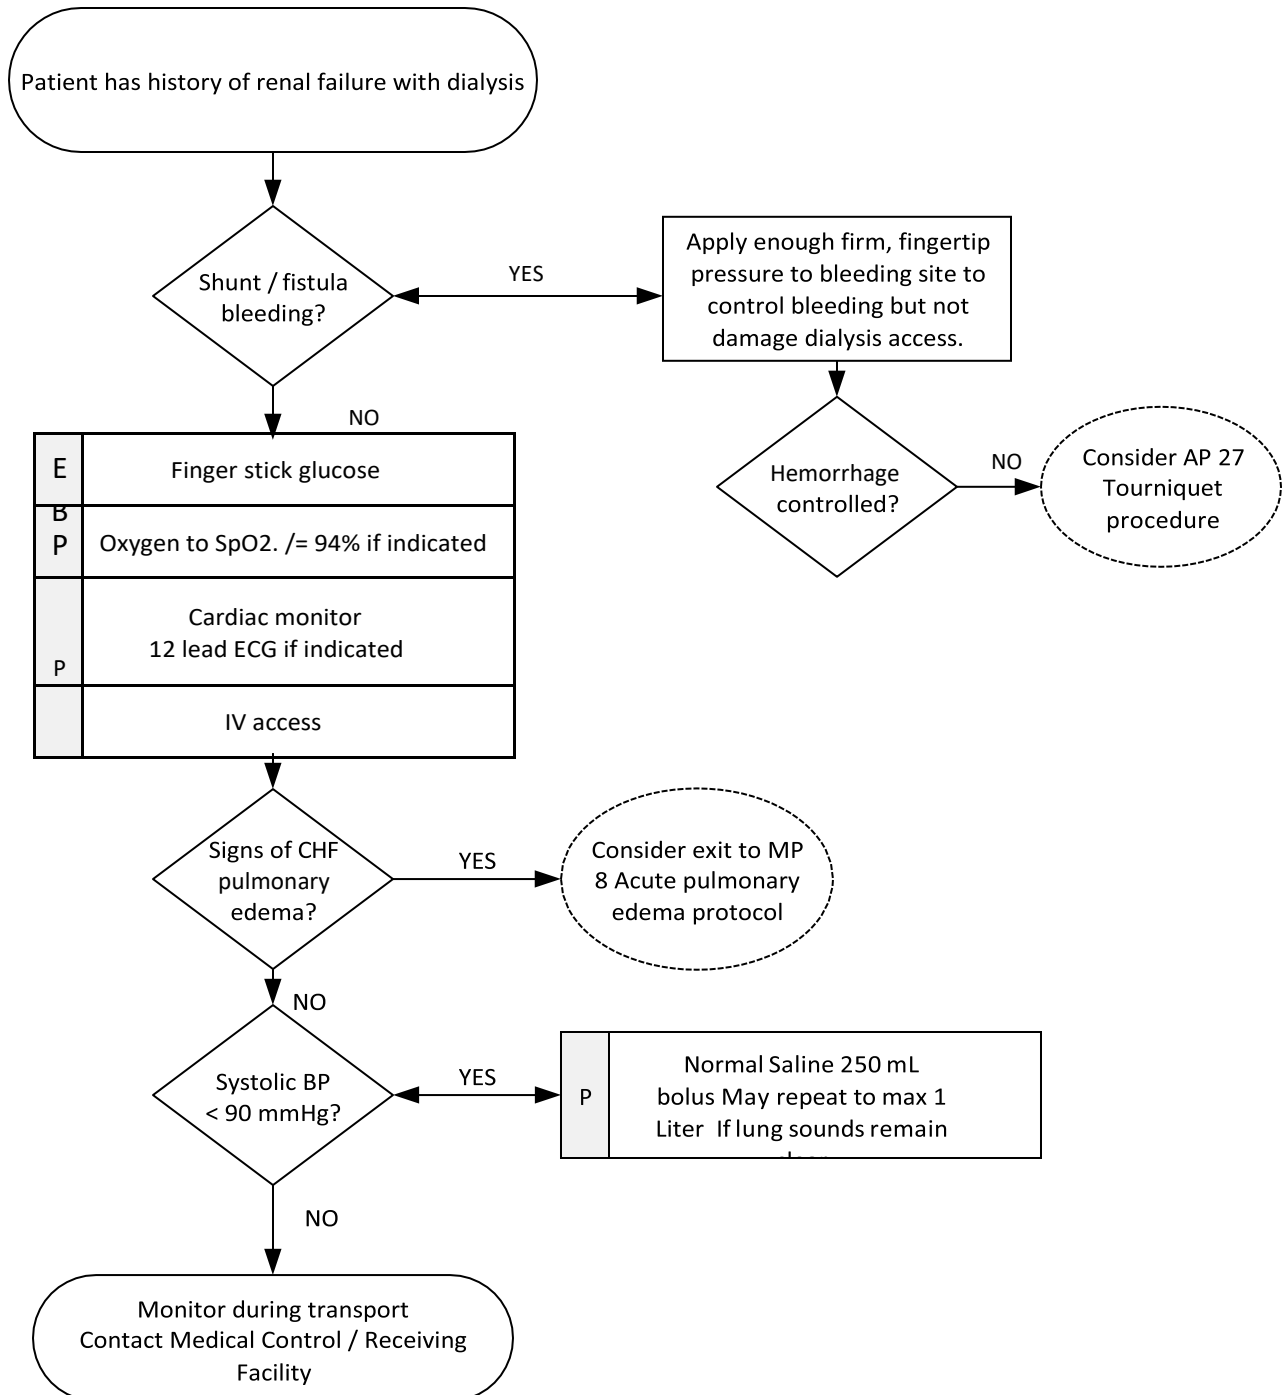 Patient has history of renal failure with dialysis
Shunt / fistula
bleeding?
YES
Apply enough firm, fingertip
pressure to bleeding site to
control bleeding but not
damage dialysis access.
NO
Hemorrhage
controlled?
NO
Consider AP 27
Tourniquet
procedure
E
Finger stick glucose
B
P
Oxygen to SpO2. /= 94% if indicated
Cardiac monitor
12 lead ECG if indicated
P
IV access
Signs of CHF
pulmonary
edema?
YES
Consider exit to MP
8 Acute pulmonary
edema protocol
NO
Systolic BP
< 90 mmHg?
YES
P
Normal Saline 250 mL
bolus May repeat to max 1
Liter If lung sounds remain
NO
Monitor during transport
Contact Medical Control / Receiving
Facility